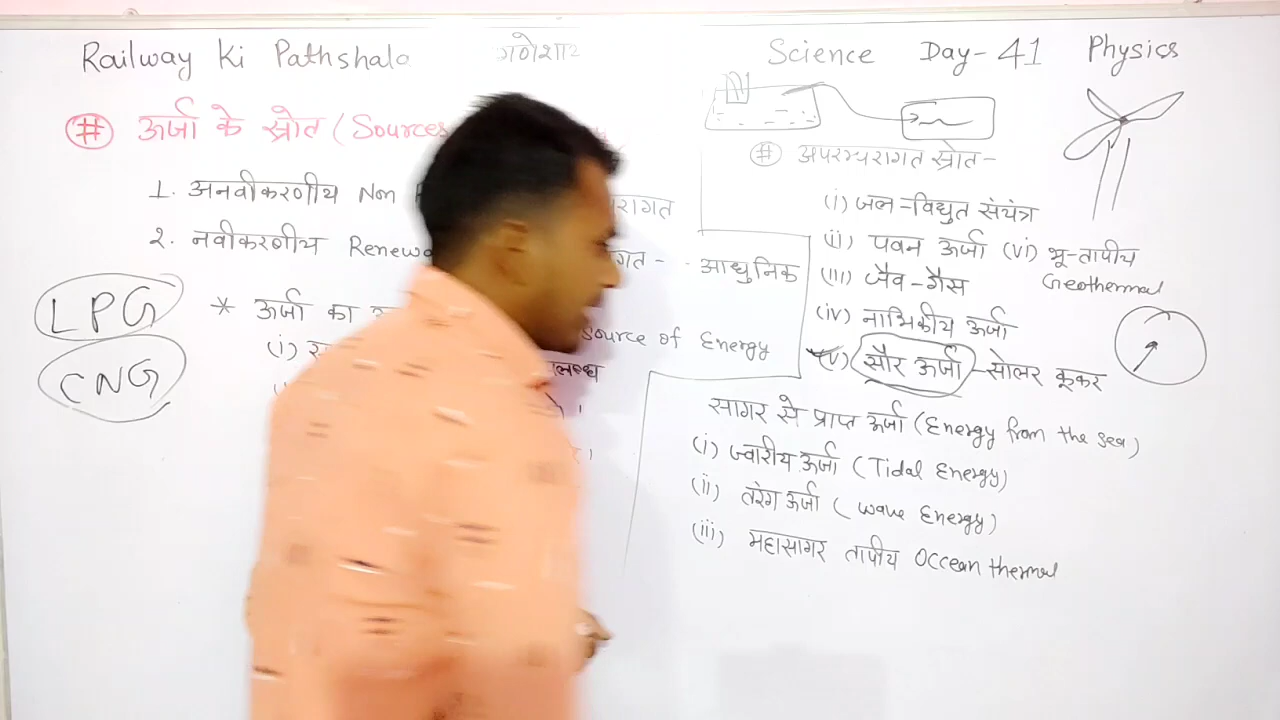 Railway Ki Pathshala
Science Day-41 Physics
# ऊर्जा के स्रोत (Sources
1. अनवीकरणीय Non
2. नवीकरणीय Renew
- आधुनिक
LPG
CNG
* ऊर्जा का
source of Energy
(i)
# अपरम्परागत स्रोत-
(i) जल-विद्युत संयंत्र
(ii) पवन ऊर्जा (vi) भू-तापीय
Geothermal
(iii) जैव-गैस
(iv) नाभिकीय ऊर्जा
(v) सौर ऊर्जा-सोलर कूकर
सागर से प्राप्त ऊर्जा (Energy from the sea)
(i) ज्वारीय ऊर्जा (Tidal Energy)
(ii) तरंग ऊर्जा (wave Energy)
(iii) महासागर तापीय Occean thermal